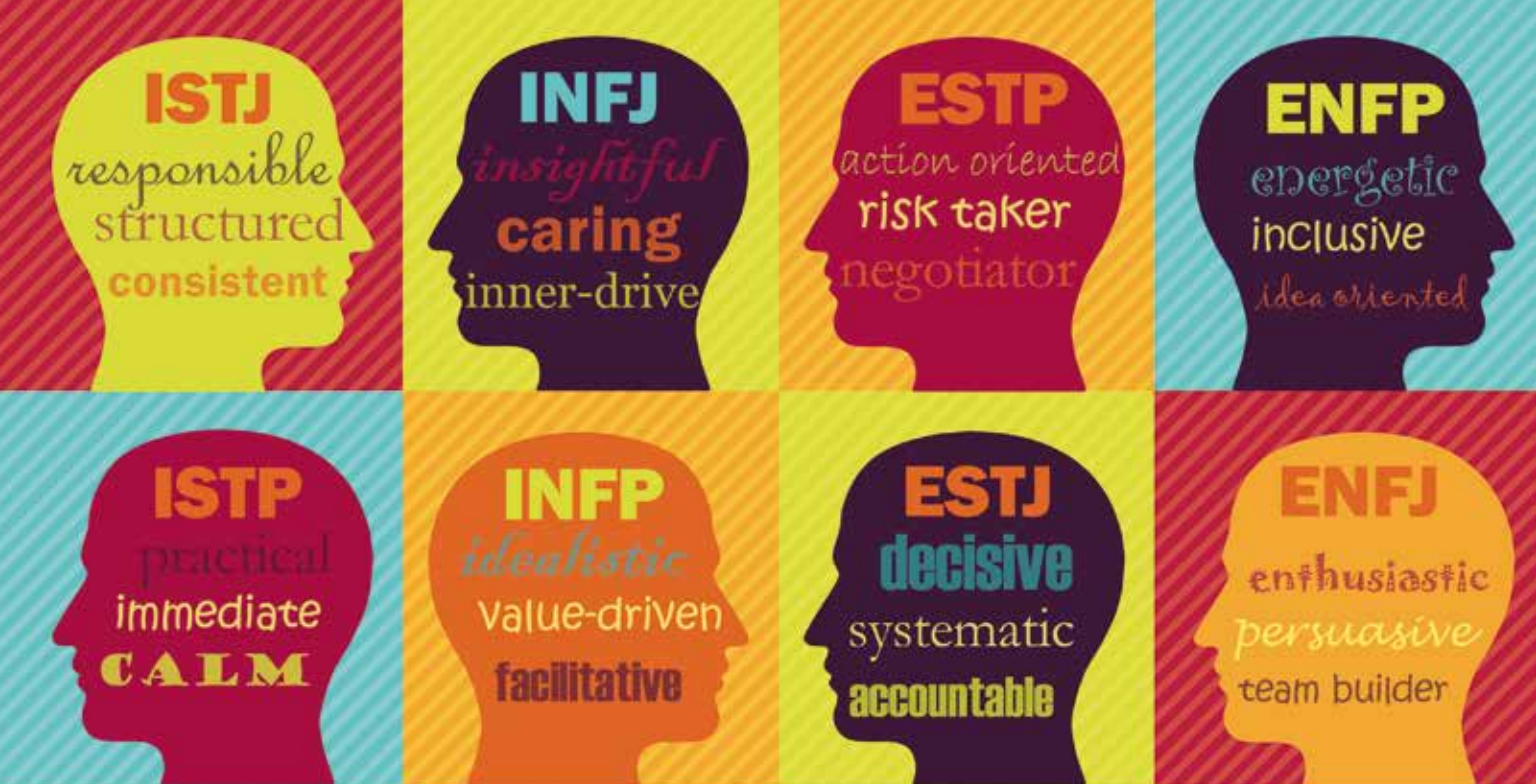 ISTJ
responsible
structured
consistent
INFJ
insightful
caring
inner-drive
ESTP
action oriented
risk taker
negotiator
ENFP
energetic
inclusive
idea oriented
ISTP
practical
immediate
CALM
INFP
idealistic
value-driven
facilitative
ESTJ
decisive
systematic
accountable
ENFJ
enthusiastic
persuasive
team builder